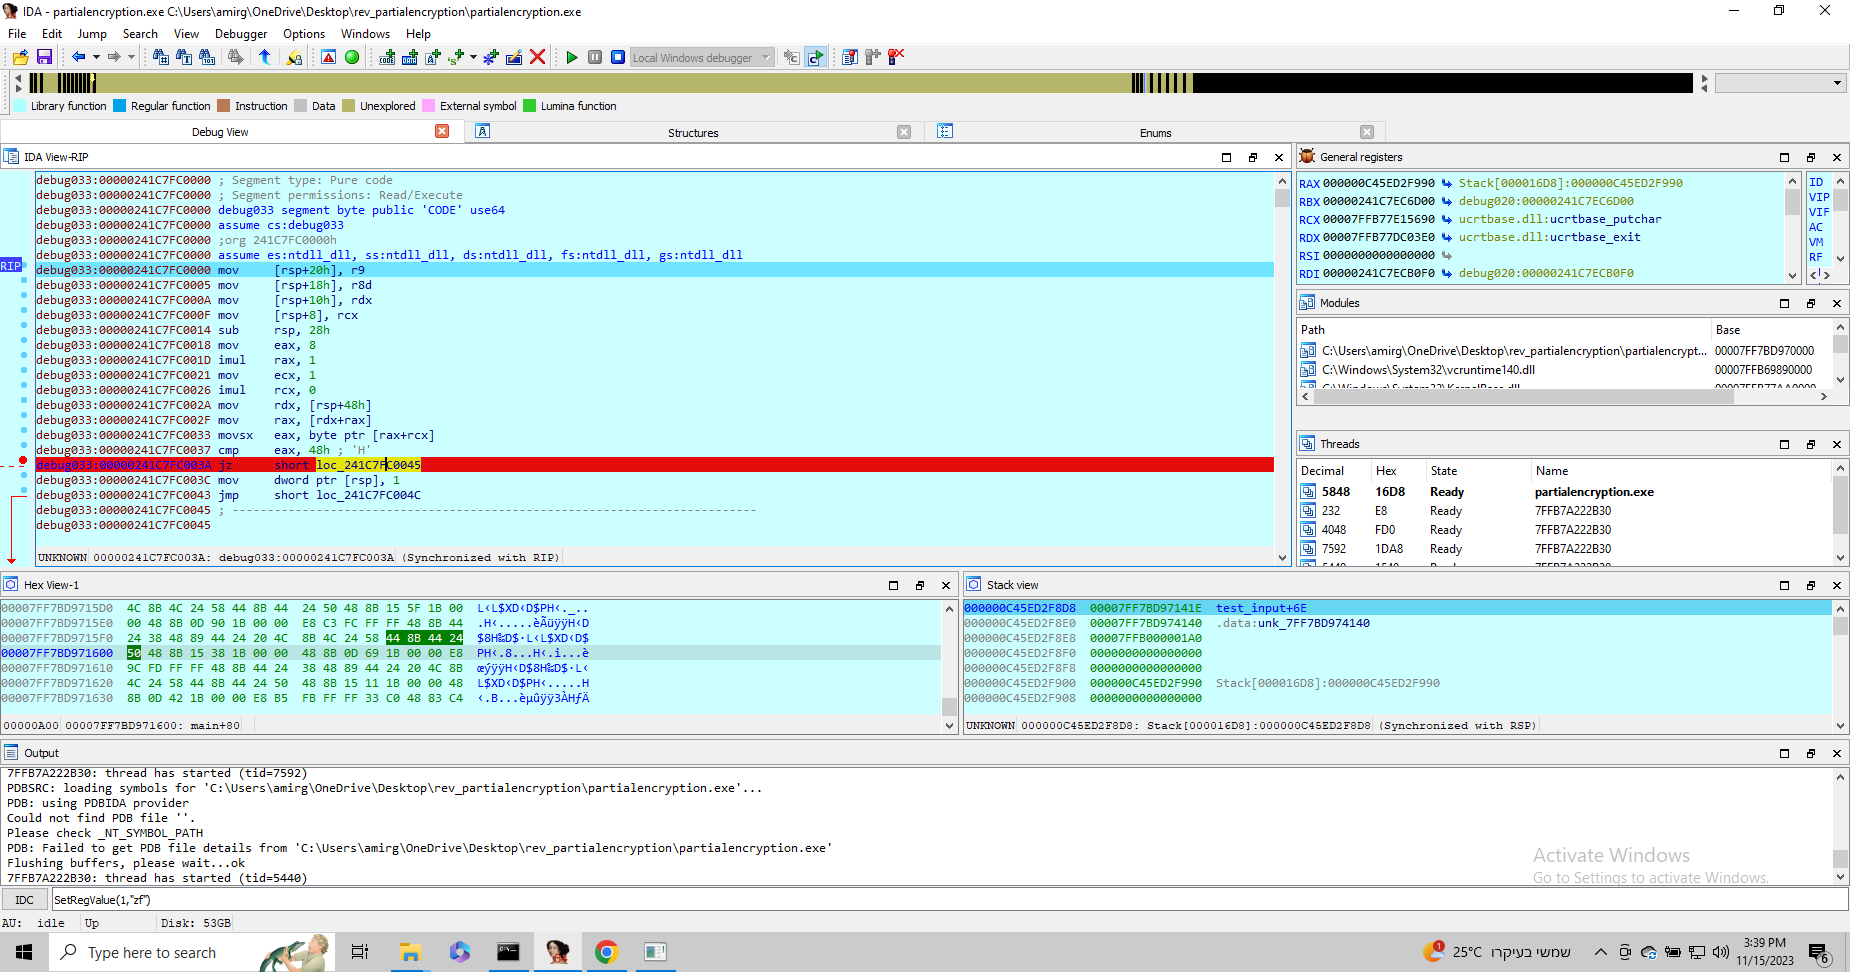 IDA - partialencryption.exe C:\Users\amirg\OneDrive\Desktop\rev_partialencryption\partialencryption.exe
File Edit Jump Search View Debugger Options Windows Help
Local Windows debugger
Library function Regular function Instruction Data Unexplored External symbol Lumina function
Debug View Structures Enums
IDA View-RIP
RIP
debug033:00000241C7FC0000 ; Segment type: Pure code
debug033:00000241C7FC0000 ; Segment permissions: Read/Execute
debug033:00000241C7FC0000 debug033 segment byte public 'CODE' use64
debug033:00000241C7FC0000 assume cs:debug033
debug033:00000241C7FC0000 ;org 241C7FC0000h
debug033:00000241C7FC0000 assume es:ntdll_dll, ss:ntdll_dll, ds:ntdll_dll, fs:ntdll_dll, gs:ntdll_dll
debug033:00000241C7FC0000 mov [rsp+20h], r9
debug033:00000241C7FC0005 mov [rsp+18h], r8d
debug033:00000241C7FC000A mov [rsp+10h], rdx
debug033:00000241C7FC000F mov [rsp+8], rcx
debug033:00000241C7FC0014 sub rsp, 28h
debug033:00000241C7FC0018 mov eax, 8
debug033:00000241C7FC001D imul rax, 1
debug033:00000241C7FC0021 mov ecx, 1
debug033:00000241C7FC0026 imul rcx, 0
debug033:00000241C7FC002A mov rdx, [rsp+48h]
debug033:00000241C7FC002F mov rax, [rdx+rax]
debug033:00000241C7FC0033 movsx eax, byte ptr [rax+rcx]
debug033:00000241C7FC0037 cmp eax, 48h ; 'H'
debug033:00000241C7FC003A jz short loc_241C7FC0045
debug033:00000241C7FC003C mov dword ptr [rsp], 1
debug033:00000241C7FC0043 jmp short loc_241C7FC004C
debug033:00000241C7FC0045 ; ---------------------------------------------------------------------------
debug033:00000241C7FC0045
UNKNOWN 00000241C7FC003A: debug033:00000241C7FC003A (Synchronized with RIP)
General registers
RAX 000000C45ED2F990 Stack[000016D8]:000000C45ED2F990
RBX 00000241C7EC6D00 debug020:00000241C7EC6D00
RCX 00007FFB77E15690 ucrtbase.dll:ucrtbase_putchar
RDX 00007FFB77DC03E0 ucrtbase.dll:ucrtbase_exit
RSI 0000000000000000
RDI 00000241C7ECB0F0 debug020:00000241C7ECB0F0
ID
VIP
VIF
AC
VM
RF
Modules
Path Base
C:\Users\amirg\OneDrive\Desktop\rev_partialencryption\partialencrypt... 00007FF7BD970000
C:\Windows\System32\vcruntime140.dll 00007FFB69890000
C:\Windows\System32\KernelBase.dll 00007FFB77AA0000
Threads
Decimal Hex State Name
5848 16D8 Ready partialencryption.exe
232 E8 Ready 7FFB7A222B30
4048 FD0 Ready 7FFB7A222B30
7592 1DA8 Ready 7FFB7A222B30
5440 1540 Ready 7FFB7A222B30
Hex View-1
00007FF7BD9715D0 4C 8B 4C 24 58 44 8B 44 24 50 48 8B 15 5F 1B 00 L‹L$XD‹D$PH‹._..
00007FF7BD9715E0 00 48 8B 0D 90 1B 00 00 E8 C3 FC FF FF 48 8B 44 .H‹.....èÃüÿÿH‹D
00007FF7BD9715F0 24 38 48 89 44 24 20 4C 8B 4C 24 58 44 8B 44 24 $8H‰D$·L‹L$XD‹D$
00007FF7BD971600 50 48 8B 15 38 1B 00 00 48 8B 0D 69 1B 00 00 E8 PH‹.8...H‹.i...è
00007FF7BD971610 9C FD FF FF 48 8B 44 24 38 48 89 44 24 20 4C 8B œýÿÿH‹D$8H‰D$·L‹
00007FF7BD971620 4C 24 58 44 8B 44 24 50 48 8B 15 11 1B 00 00 48 L$XD‹D$PH‹.....H
00007FF7BD971630 8B 0D 42 1B 00 00 E8 B5 FB FF FF 33 C0 48 83 C4 ‹.B...èµûÿÿ3ÀHƒÄ
00000A00 00007FF7BD971600: main+80
Stack view
000000C45ED2F8D8 00007FF7BD97141E test_input+6E
000000C45ED2F8E0 00007FF7BD974140 .data:unk_7FF7BD974140
000000C45ED2F8E8 00007FFB000001A0
000000C45ED2F8F0 0000000000000000
000000C45ED2F8F8 0000000000000000
000000C45ED2F900 000000C45ED2F990 Stack[000016D8]:000000C45ED2F990
000000C45ED2F908 0000000000000000
UNKNOWN 000000C45ED2F8D8: Stack[000016D8]:000000C45ED2F8D8 (Synchronized with RSP)
Output
7FFB7A222B30: thread has started (tid=7592)
PDBSRC: loading symbols for 'C:\Users\amirg\OneDrive\Desktop\rev_partialencryption\partialencryption.exe'...
PDB: using PDBIDA provider
Could not find PDB file ''.
Please check _NT_SYMBOL_PATH
PDB: Failed to get PDB file details from 'C:\Users\amirg\OneDrive\Desktop\rev_partialencryption\partialencryption.exe'
Flushing buffers, please wait...ok
7FFB7A222B30: thread has started (tid=5440)
Activate Windows
Go to Settings to activate Windows.
IDC SetRegValue(1,"zf")
AU: idle Up Disk: 53GB
Type here to search
1
25°C שמשי בעיקרו
3:39 PM
11/15/2023
6